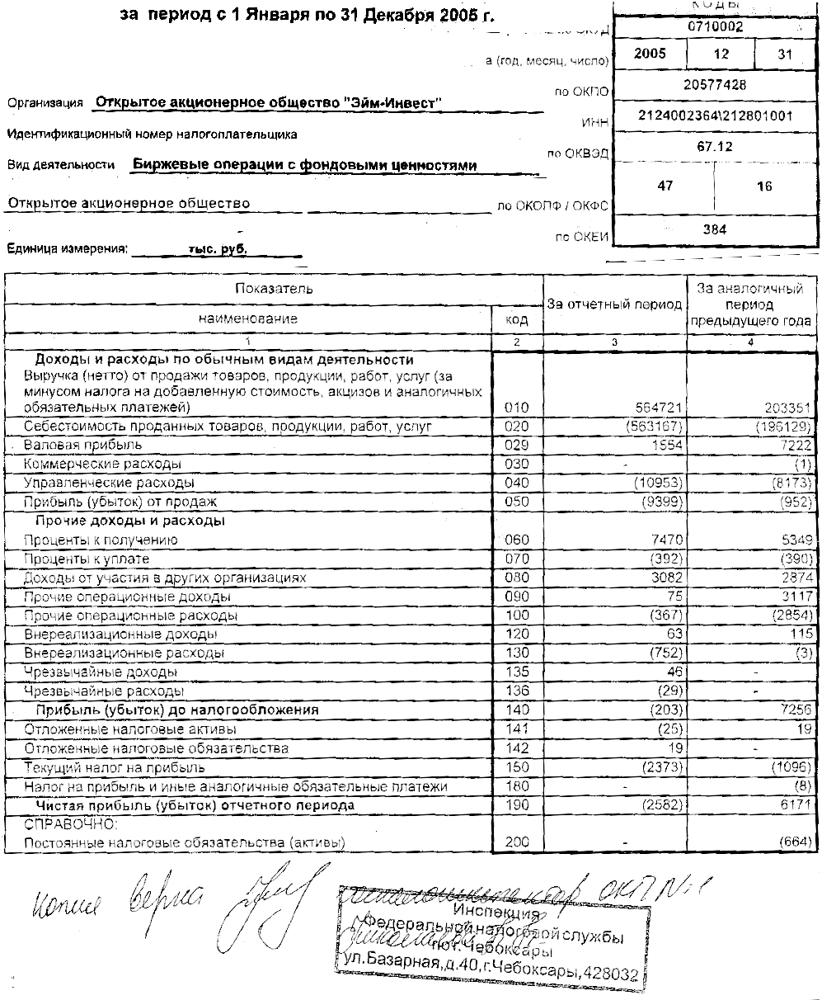 за период с 1 Января по 31 Декабря 2005 г.
КОДЫ
0710002
а (год, месяц, число) 2005 12 31
по ОКПО 20577428
Организация Открытое акционерное общество "Эйм-Инвест"
ИНН 2124002364\212801001
Идентификационный номер налогоплательщика
по ОКВЭД 67.12
Вид деятельности Биржевые операции с фондовыми ценностями
47 16
Открытое акционерное общество по ОКОПФ / ОКФС
по ОКЕИ 384
Единица измерения: тыс. руб.
Показатель За отчетный период За аналогичный период предыдущего года
наименование код
1 2 3 4
Доходы и расходы по обычным видам деятельности
Выручка (нетто) от продажи товаров, продукции, работ, услуг (за
минусом налога на добавленную стоимость, акцизов и аналогичных
обязательных платежей) 010 564721 203351
Себестоимость проданных товаров, продукции, работ, услуг 020 (563167) (196129)
Валовая прибыль 029 1554 7222
Коммерческие расходы 030 - (1)
Управленческие расходы 040 (10953) (8173)
Прибыль (убыток) от продаж 050 (9399) (952)
Прочие доходы и расходы
Проценты к получению 060 7470 5349
Проценты к уплате 070 (392) (390)
Доходы от участия в других организациях 080 3082 2874
Прочие операционные доходы 090 75 3117
Прочие операционные расходы 100 (367) (2854)
Внереализационные доходы 120 63 115
Внереализационные расходы 130 (752) (3)
Чрезвычайные доходы 135 46 -
Чрезвычайные расходы 136 (29) -
Прибыль (убыток) до налогообложения 140 (203) 7256
Отложенные налоговые активы 141 (25) 19
Отложенные налоговые обязательства 142 19 -
Текущий налог на прибыль 150 (2373) (1096)
Налог на прибыль и иные аналогичные обязательные платежи 180 - (8)
Чистая прибыль (убыток) отчетного периода 190 (2582) 6171
СПРАВОЧНО:
Постоянные налоговые обязательства (активы) 200 - (664)
Копия верна ОКП №1
Инспекция
Федеральной налоговой службы
по г. Чебоксары
ул.Базарная,д.40,г.Чебоксары,428032